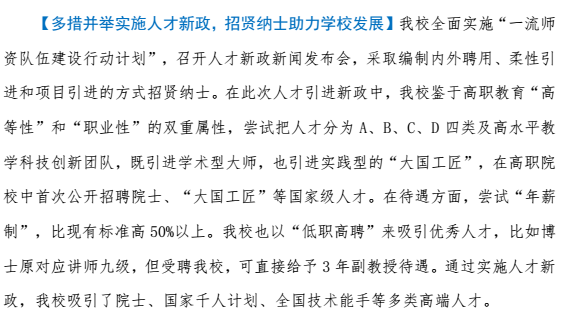 【多措并举实施人才新政，招贤纳士助力学校发展】我校全面实施“一流师
资队伍建设行动计划”，召开人才新政新闻发布会，采取编制内外聘用、柔性引
进和项目引进的方式招贤纳士。在此次人才引进新政中，我校鉴于高职教育“高
等性”和“职业性”的双重属性，尝试把人才分为 A、B、C、D 四类及高水平教
学科技创新团队，既引进学术型大师，也引进实践型的“大国工匠”，在高职院
校中首次公开招聘院士、“大国工匠”等国家级人才。在待遇方面，尝试“年薪
制”，比现有标准高 50%以上。我校也以“低职高聘”来吸引优秀人才，比如博
士原对应讲师九级，但受聘我校，可直接给予 3 年副教授待遇。通过实施人才新
政，我校吸引了院士、国家千人计划、全国技术能手等多类高端人才。